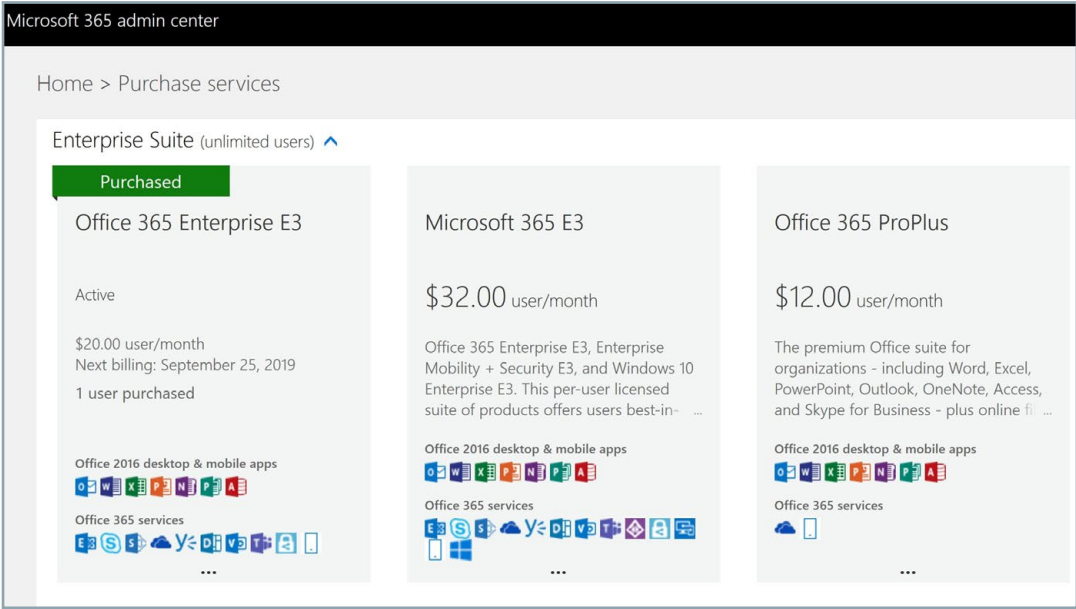 Microsoft 365 admin center
Home > Purchase services
Enterprise Suite (unlimited users)
Purchased
Office 365 Enterprise E3
Active
$20.00 user/month
Next billing: September 25, 2019
1 user purchased
Office 2016 desktop & mobile apps
Office 365 services
...
Microsoft 365 E3
$32.00 user/month
Office 365 Enterprise E3, Enterprise
Mobility + Security E3, and Windows 10
Enterprise E3. This per-user licensed
suite of products offers users best-in- ...
Office 2016 desktop & mobile apps
Office 365 services
...
Office 365 ProPlus
$12.00 user/month
The premium Office suite for
organizations - including Word, Excel,
PowerPoint, Outlook, OneNote, Access,
and Skype for Business - plus online ...
Office 2016 desktop & mobile apps
Office 365 services
...